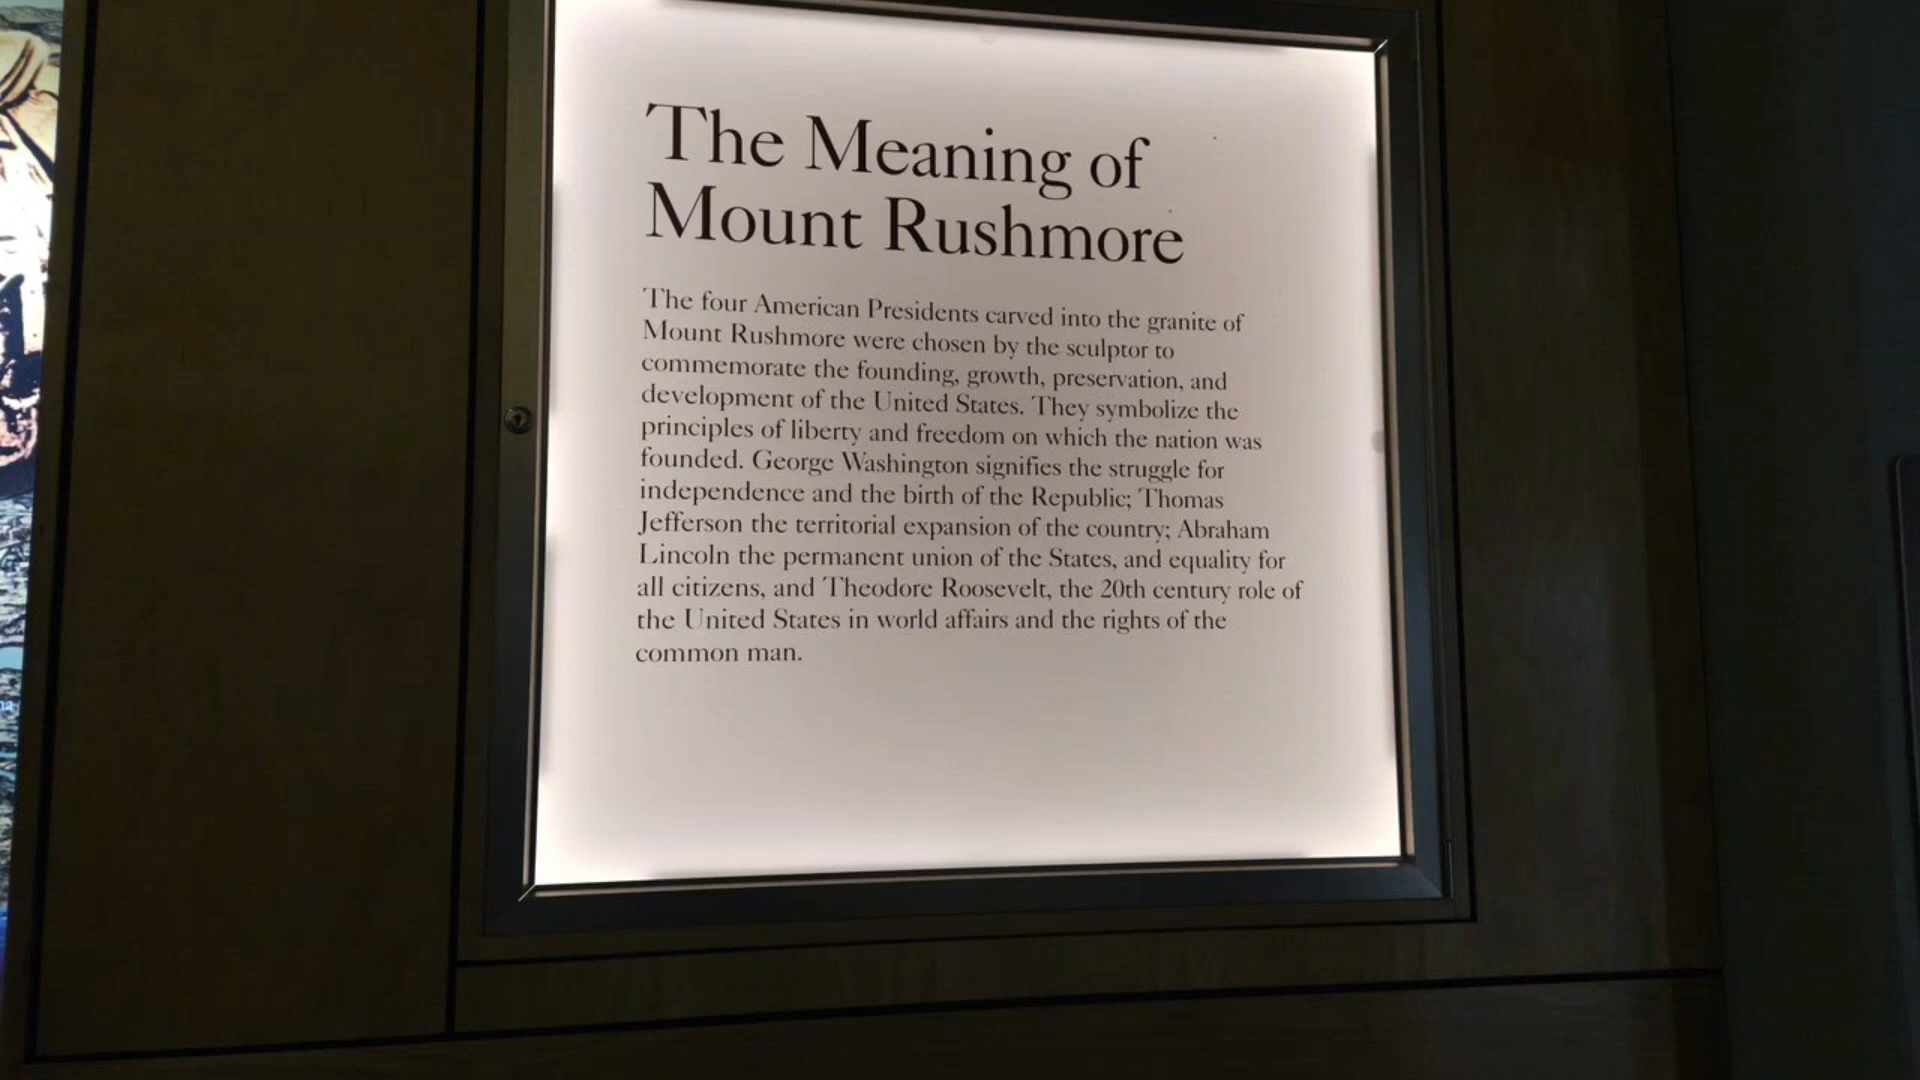 The Meaning of
Mount Rushmore
The four American Presidents carved into the granite of
Mount Rushmore were chosen by the sculptor to
commemorate the founding, growth, preservation, and
development of the United States. They symbolize the
principles of liberty and freedom on which the nation was
founded. George Washington signifies the struggle for
independence and the birth of the Republic; Thomas
Jefferson the territorial expansion of the country; Abraham
Lincoln the permanent union of the States, and equality for
all citizens, and Theodore Roosevelt, the 20th century role of
the United States in world affairs and the rights of the
common man.